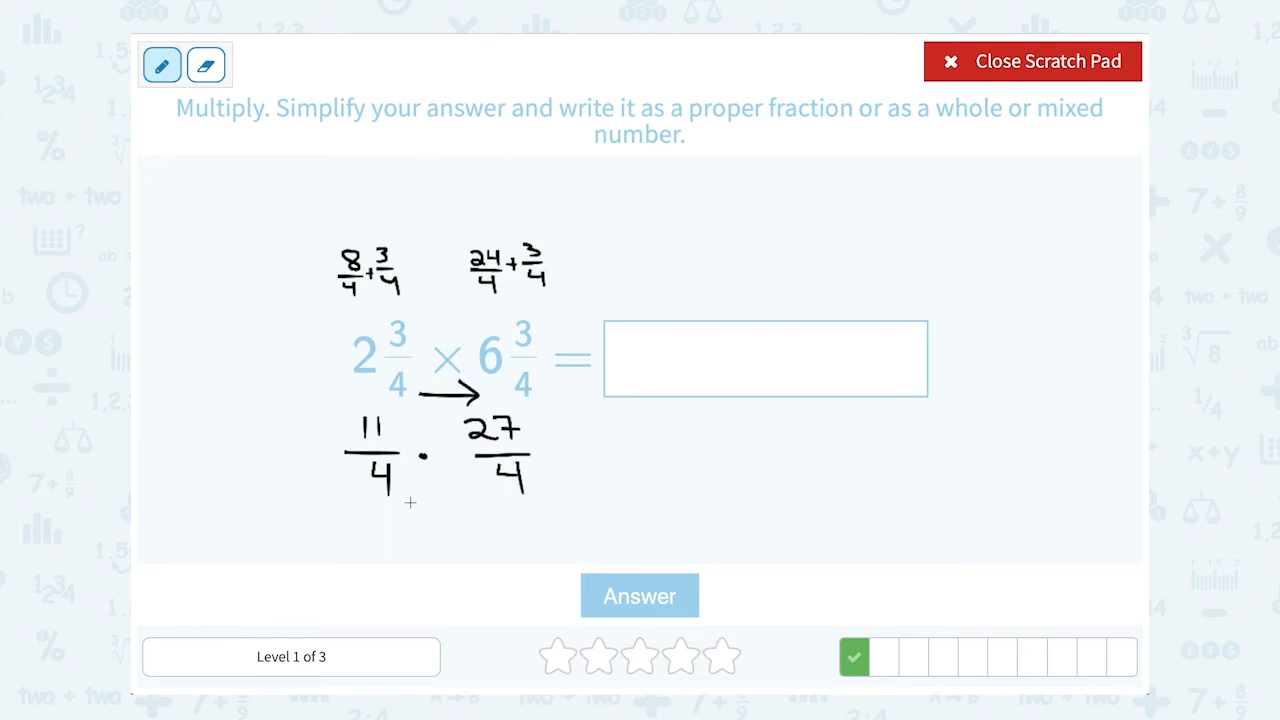 Close Scratch Pad
Multiply. Simplify your answer and write it as a proper fraction or as a whole or mixed
number.
8/4 + 3/4 24/4 + 3/4
2 3/4 × 6 3/4 =
→
11/4 · 27/4
Answer
Level 1 of 3